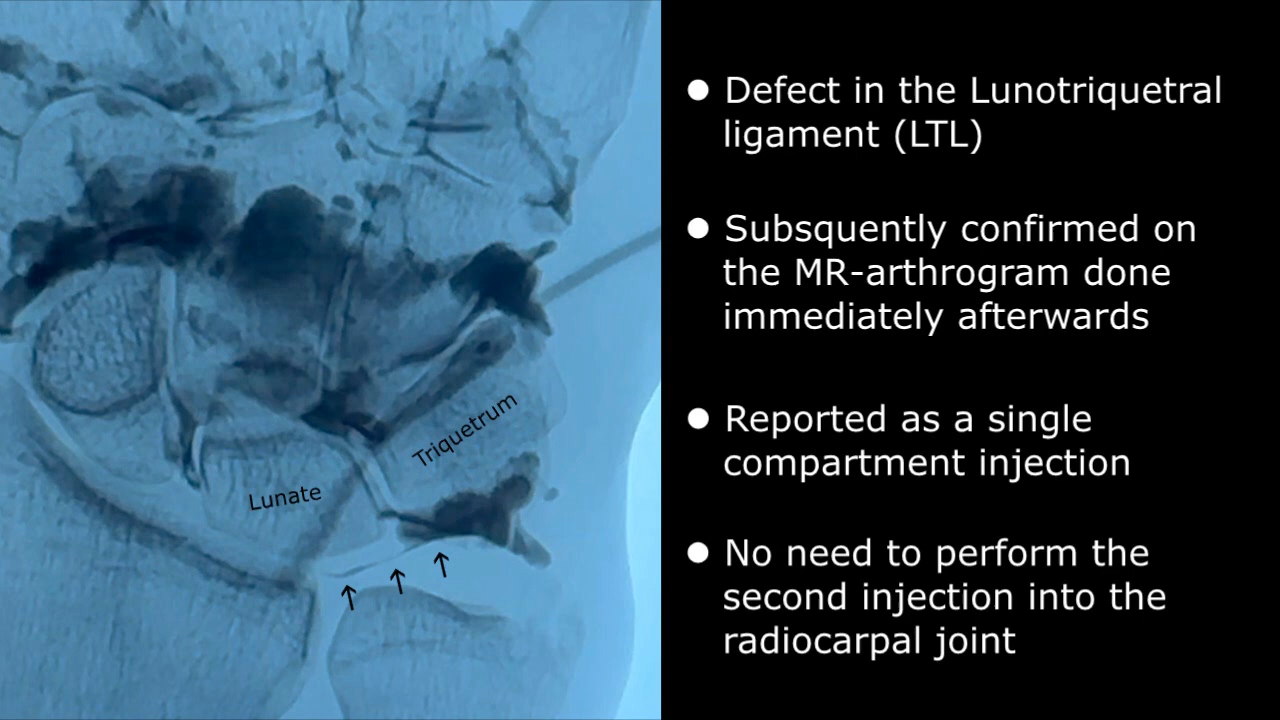 Triquetrum
Lunate
● Defect in the Lunotriquetral
ligament (LTL)
● Subsquently confirmed on
the MR-arthrogram done
immediately afterwards
● Reported as a single
compartment injection
● No need to perform the
second injection into the
radiocarpal joint